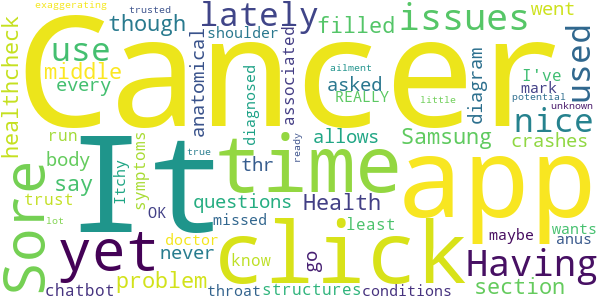 exaggerating trusted though lately filled issues went
Cancer
use middle every healthcheck
shoulder anatomical associated ailment asked REALLY little
diagram I've mark potential unknown used nice
diagnosed run body say trust symptoms Itchy OK missed doctor
It time
thr true ready allows Samsung crashes
app
questions Health never least know
Sore yet click Having
problem go maybe wants anus section
lot chatbot throat structures conditions